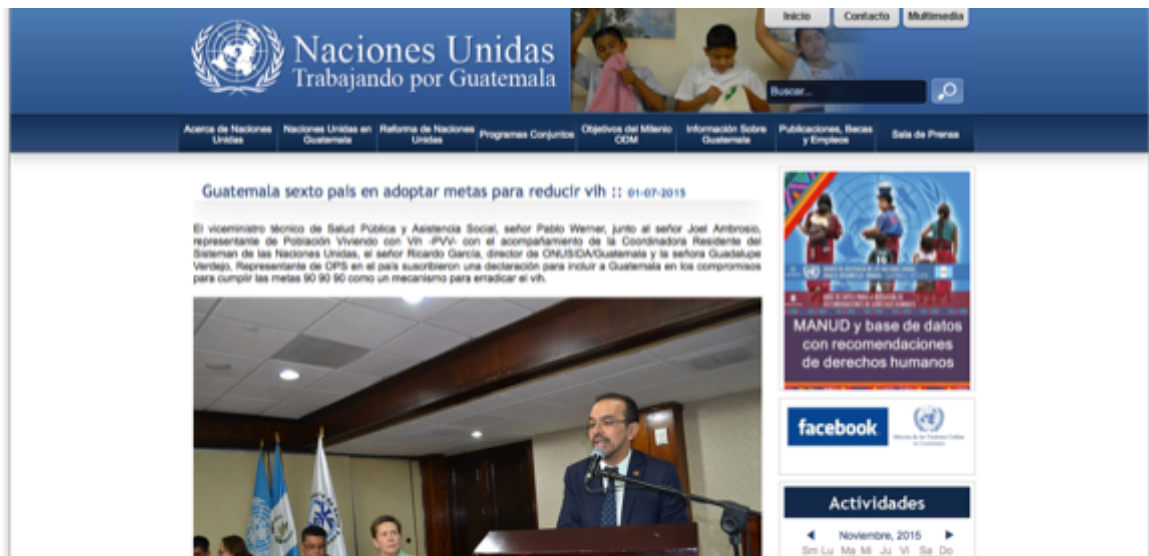 Inicio Contacto Multimedia
Naciones Unidas
Trabajando por Guatemala
Buscar...
Acerca de Naciones Unidas
Naciones Unidas en Guatemala
Reforma de Naciones Unidas
Programas Conjuntos
Objetivos del Milenio ODM
Información Sobre Guatemala
Publicaciones, Becas y Empleos
Sala de Prensa
Guatemala sexto país en adoptar metas para reducir vih :: 01-07-2015
El viceministro técnico de Salud Pública y Asistencia Social, señor Pablo Werner, junto al señor Joel Ambrosio,
representante de Población Viviendo con Vih -PVV- con el acompañamiento de la Coordinadora Residente del
Sisteman de las Naciones Unidas, el señor Ricardo García, director de ONUSIDA/Guatemala y la señora Guadalupe
Verdejo, Representante de OPS en el país suscribieron una declaración para incluir a Guatemala en los compromisos
para cumplir las metas 90 90 90 como un mecanismo para erradicar el vih.
MANUD y base de datos
con recomendaciones
de derechos humanos
facebook
Actividades
Noviembre, 2015
Sm Lu Ma Mi Ju Vi Sa Do